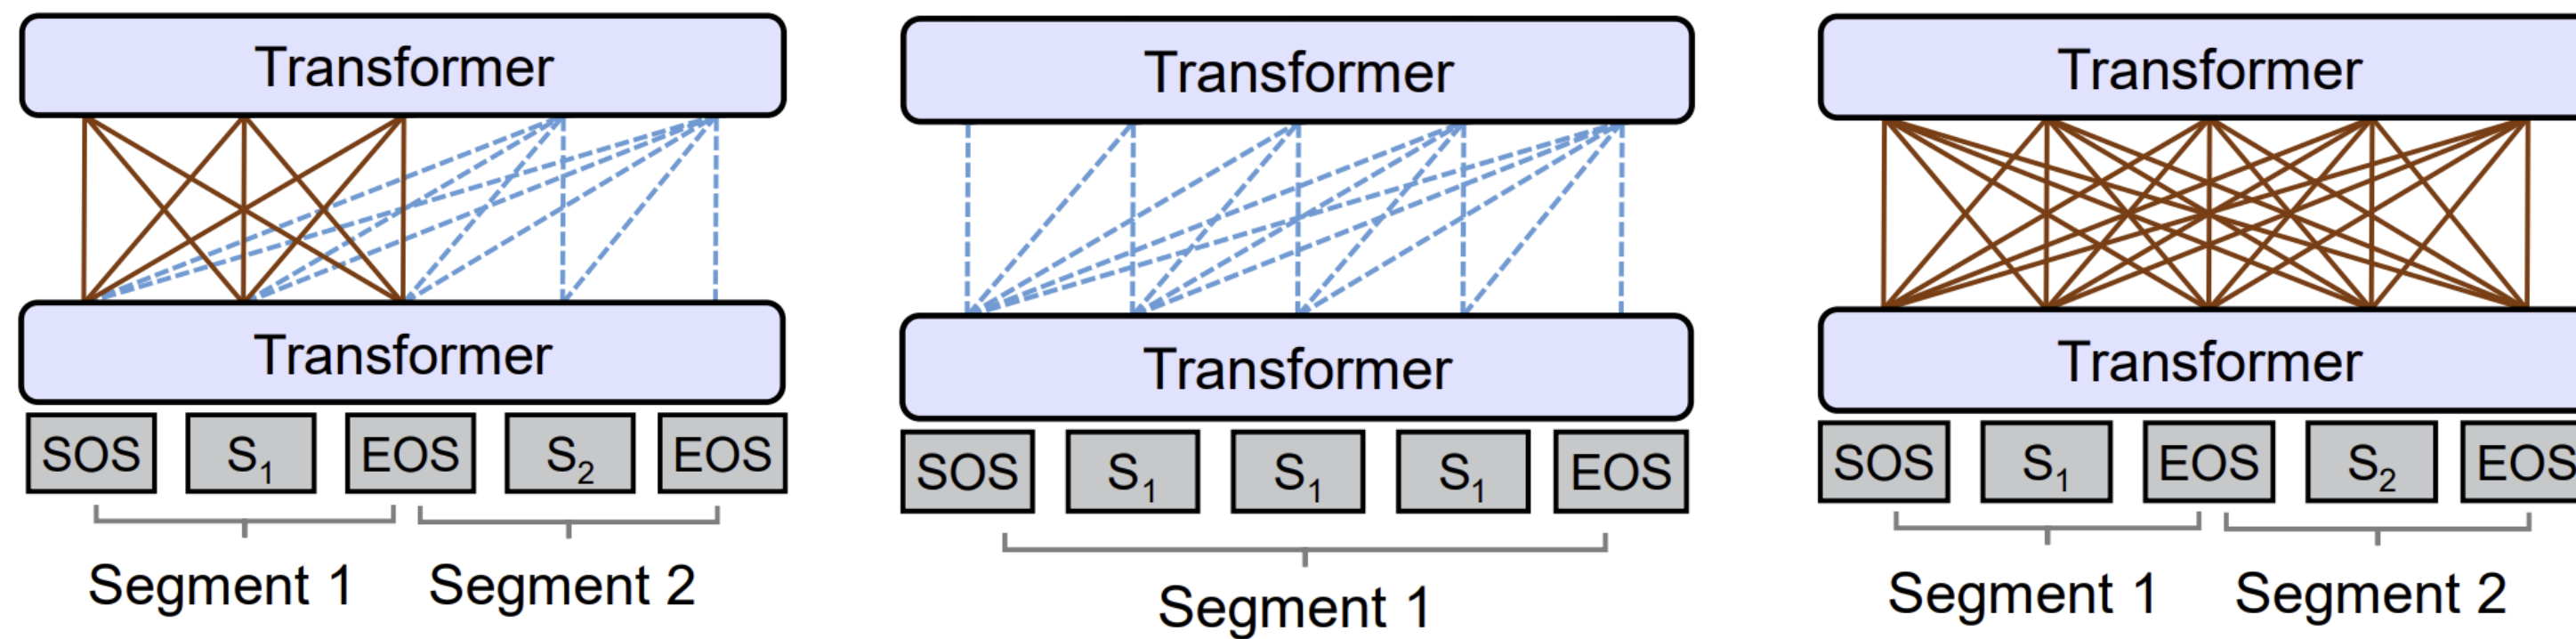 Transformer
Transformer
SOS S₁ EOS S₂ EOS
Segment 1 Segment 2
Transformer
Transformer
SOS S₁ S₁ S₁ EOS
Segment 1
Transformer
Transformer
SOS S₁ EOS S₂ EOS
Segment 1 Segment 2